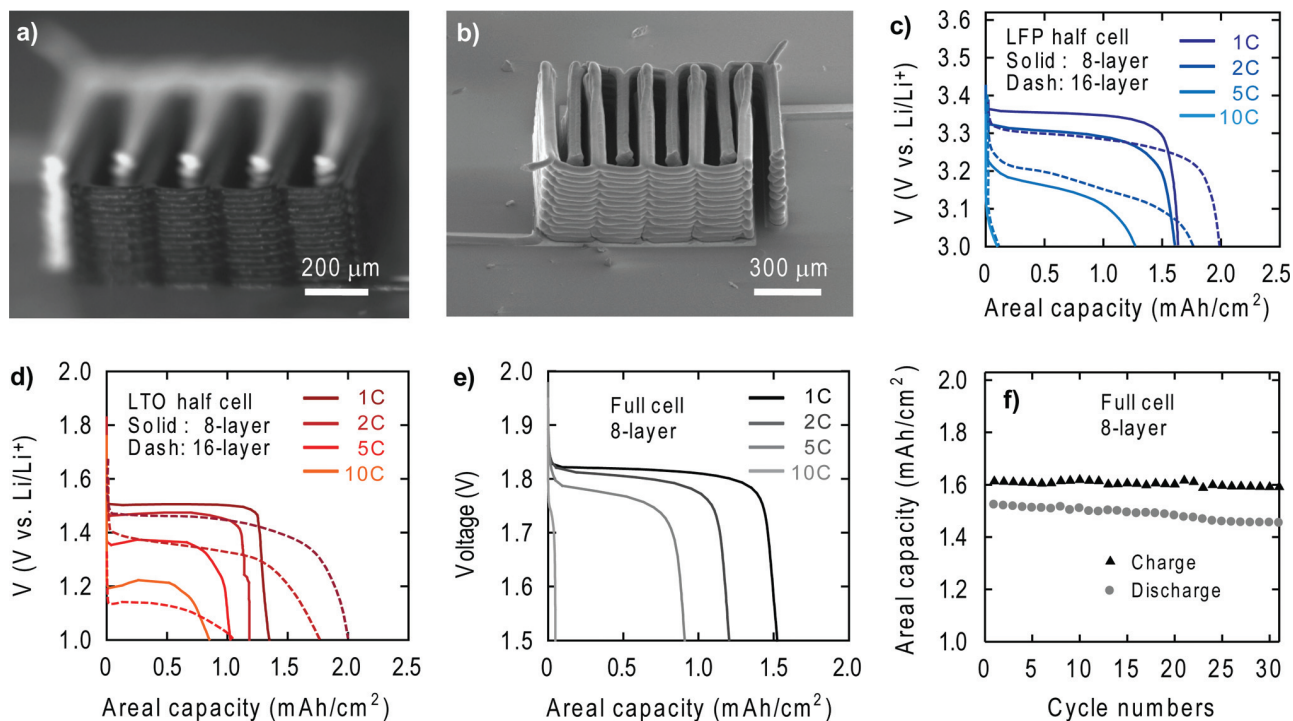 a)
200 μm
b)
300 μm
c)
3.6
3.5
3.4
3.3
3.2
3.1
3.0
V (V vs. Li/Li⁺)
LFP half cell
Solid : 8-layer
Dash: 16-layer
1C
2C
5C
10C
0
0.5
1.0
1.5
2.0
2.5
Areal capacity (mAh/cm²)
d)
2.0
1.8
1.6
1.4
1.2
1.0
V (V vs. Li/Li⁺)
LTO half cell
Solid : 8-layer
Dash: 16-layer
1C
2C
5C
10C
0
0.5
1.0
1.5
2.0
2.5
Areal capacity (mAh/cm²)
e)
2.0
1.9
1.8
1.7
1.6
1.5
Voltage (V)
Full cell
8-layer
1C
2C
5C
10C
0
0.5
1.0
1.5
2.0
Areal capacity (mAh/cm²)
f)
2.0
1.8
1.6
1.4
1.2
1.0
Areal capacity (mAh/cm²)
Full cell
8-layer
Charge
Discharge
0
5
10
15
20
25
30
Cycle numbers